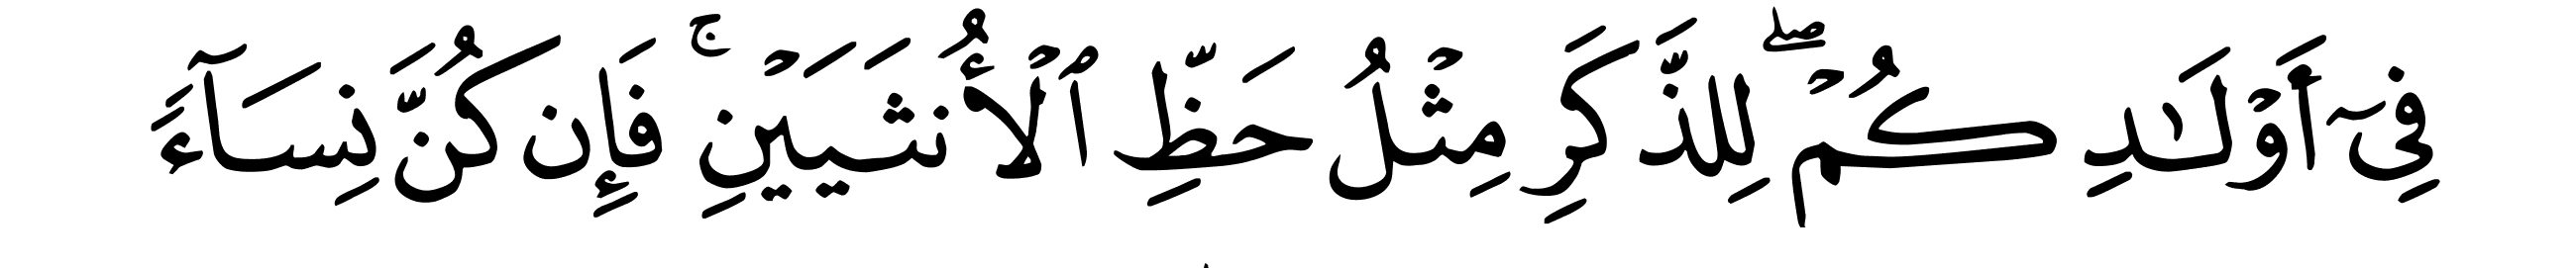 فِىٓ أَوْلَـٰدِكُمْ ۖ لِلذَّكَرِ مِثْلُ حَظِّ ٱلْأُنثَيَيْنِ ۚ فَإِن كُنَّ نِسَآءً